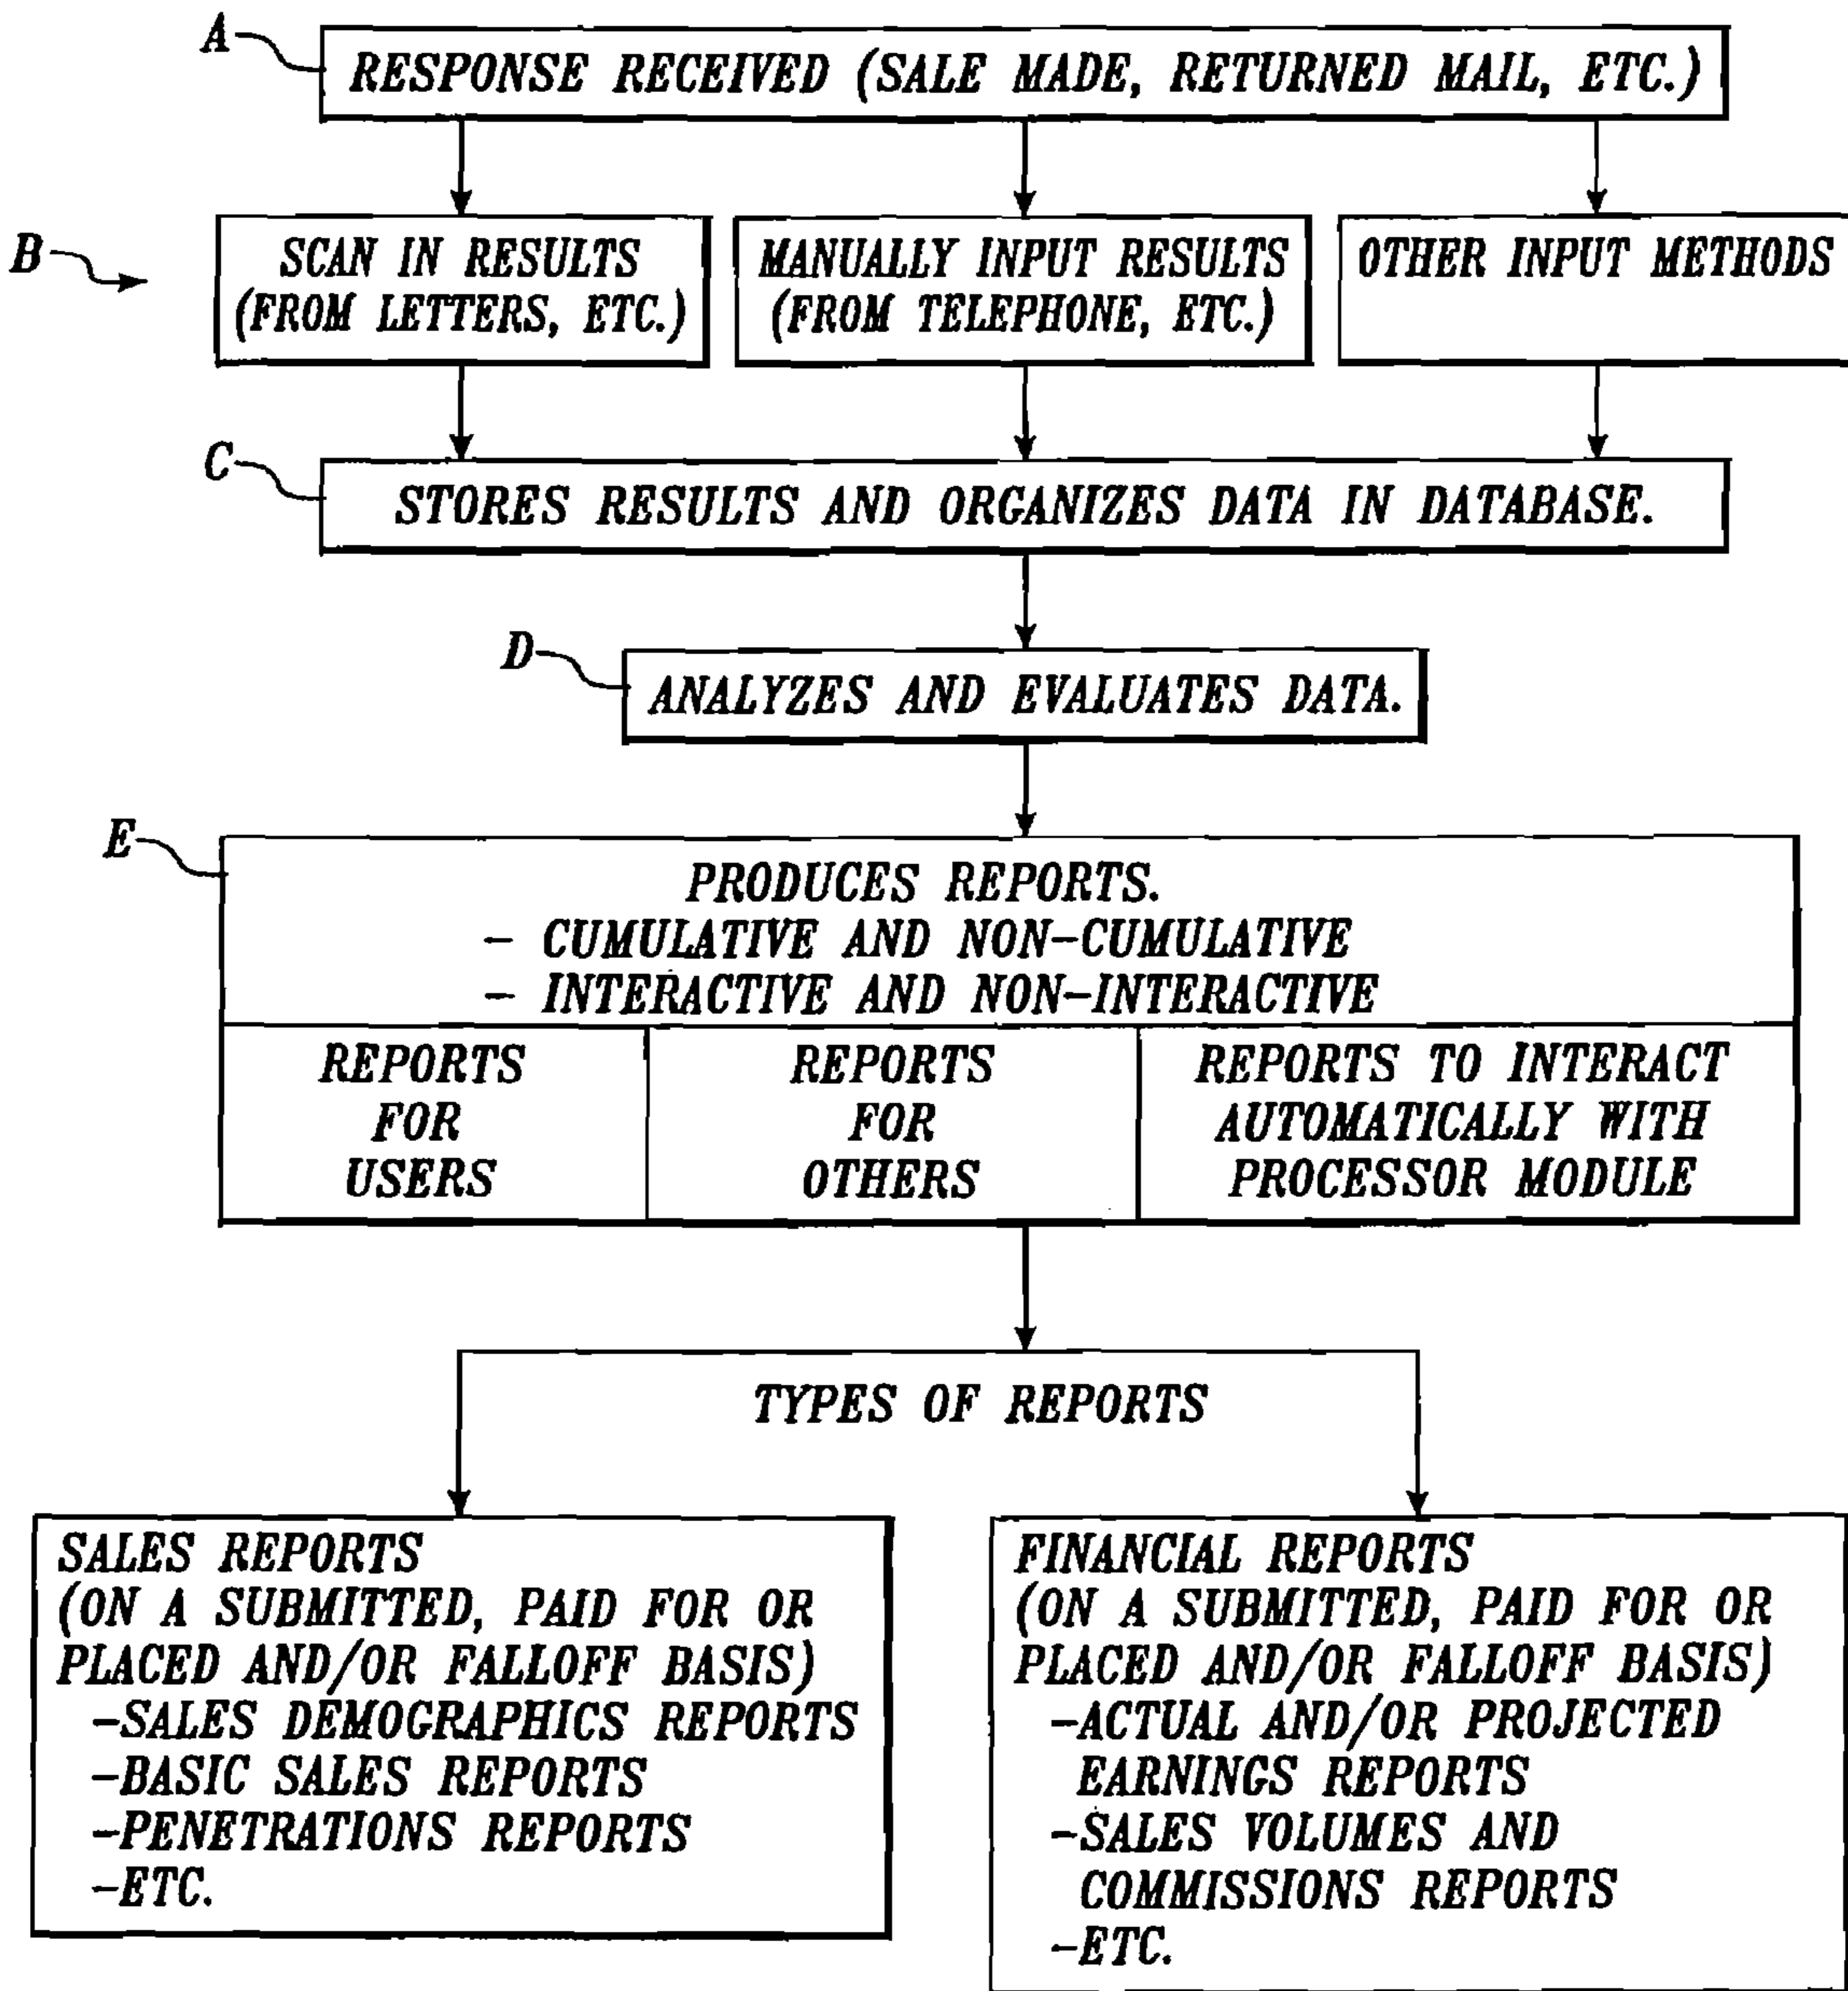 A
RESPONSE RECEIVED (SALE MADE, RETURNED MAIL, ETC.)
B
SCAN IN RESULTS
(FROM LETTERS, ETC.)
MANUALLY INPUT RESULTS
(FROM TELEPHONE, ETC.)
OTHER INPUT METHODS
C
STORES RESULTS AND ORGANIZES DATA IN DATABASE.
D
ANALYZES AND EVALUATES DATA.
E
PRODUCES REPORTS.
- CUMULATIVE AND NON-CUMULATIVE
- INTERACTIVE AND NON-INTERACTIVE
REPORTS
FOR
USERS
REPORTS
FOR
OTHERS
REPORTS TO INTERACT
AUTOMATICALLY WITH
PROCESSOR MODULE
TYPES OF REPORTS
SALES REPORTS
(ON A SUBMITTED, PAID FOR OR
PLACED AND/OR FALLOFF BASIS)
-SALES DEMOGRAPHICS REPORTS
-BASIC SALES REPORTS
-PENETRATIONS REPORTS
-ETC.
FINANCIAL REPORTS
(ON A SUBMITTED, PAID FOR OR
PLACED AND/OR FALLOFF BASIS)
-ACTUAL AND/OR PROJECTED
EARNINGS REPORTS
-SALES VOLUMES AND
COMMISSIONS REPORTS
-ETC.